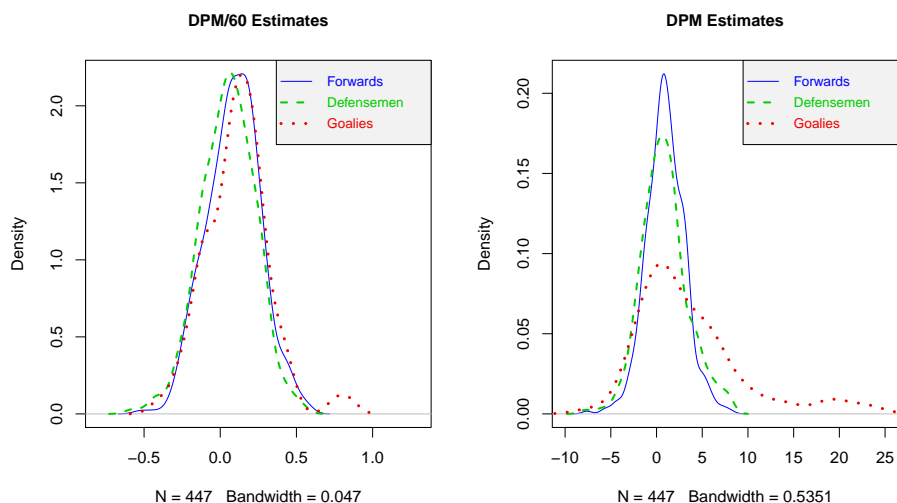 DPM/60 Estimates
Density
0.0
0.5
1.0
1.5
2.0
Forwards
Defensemen
Goalies
−0.5
0.0
0.5
1.0
N = 447 Bandwidth = 0.047
DPM Estimates
Density
0.00
0.05
0.10
0.15
0.20
Forwards
Defensemen
Goalies
−10
−5
0
5
10
15
20
25
N = 447 Bandwidth = 0.5351